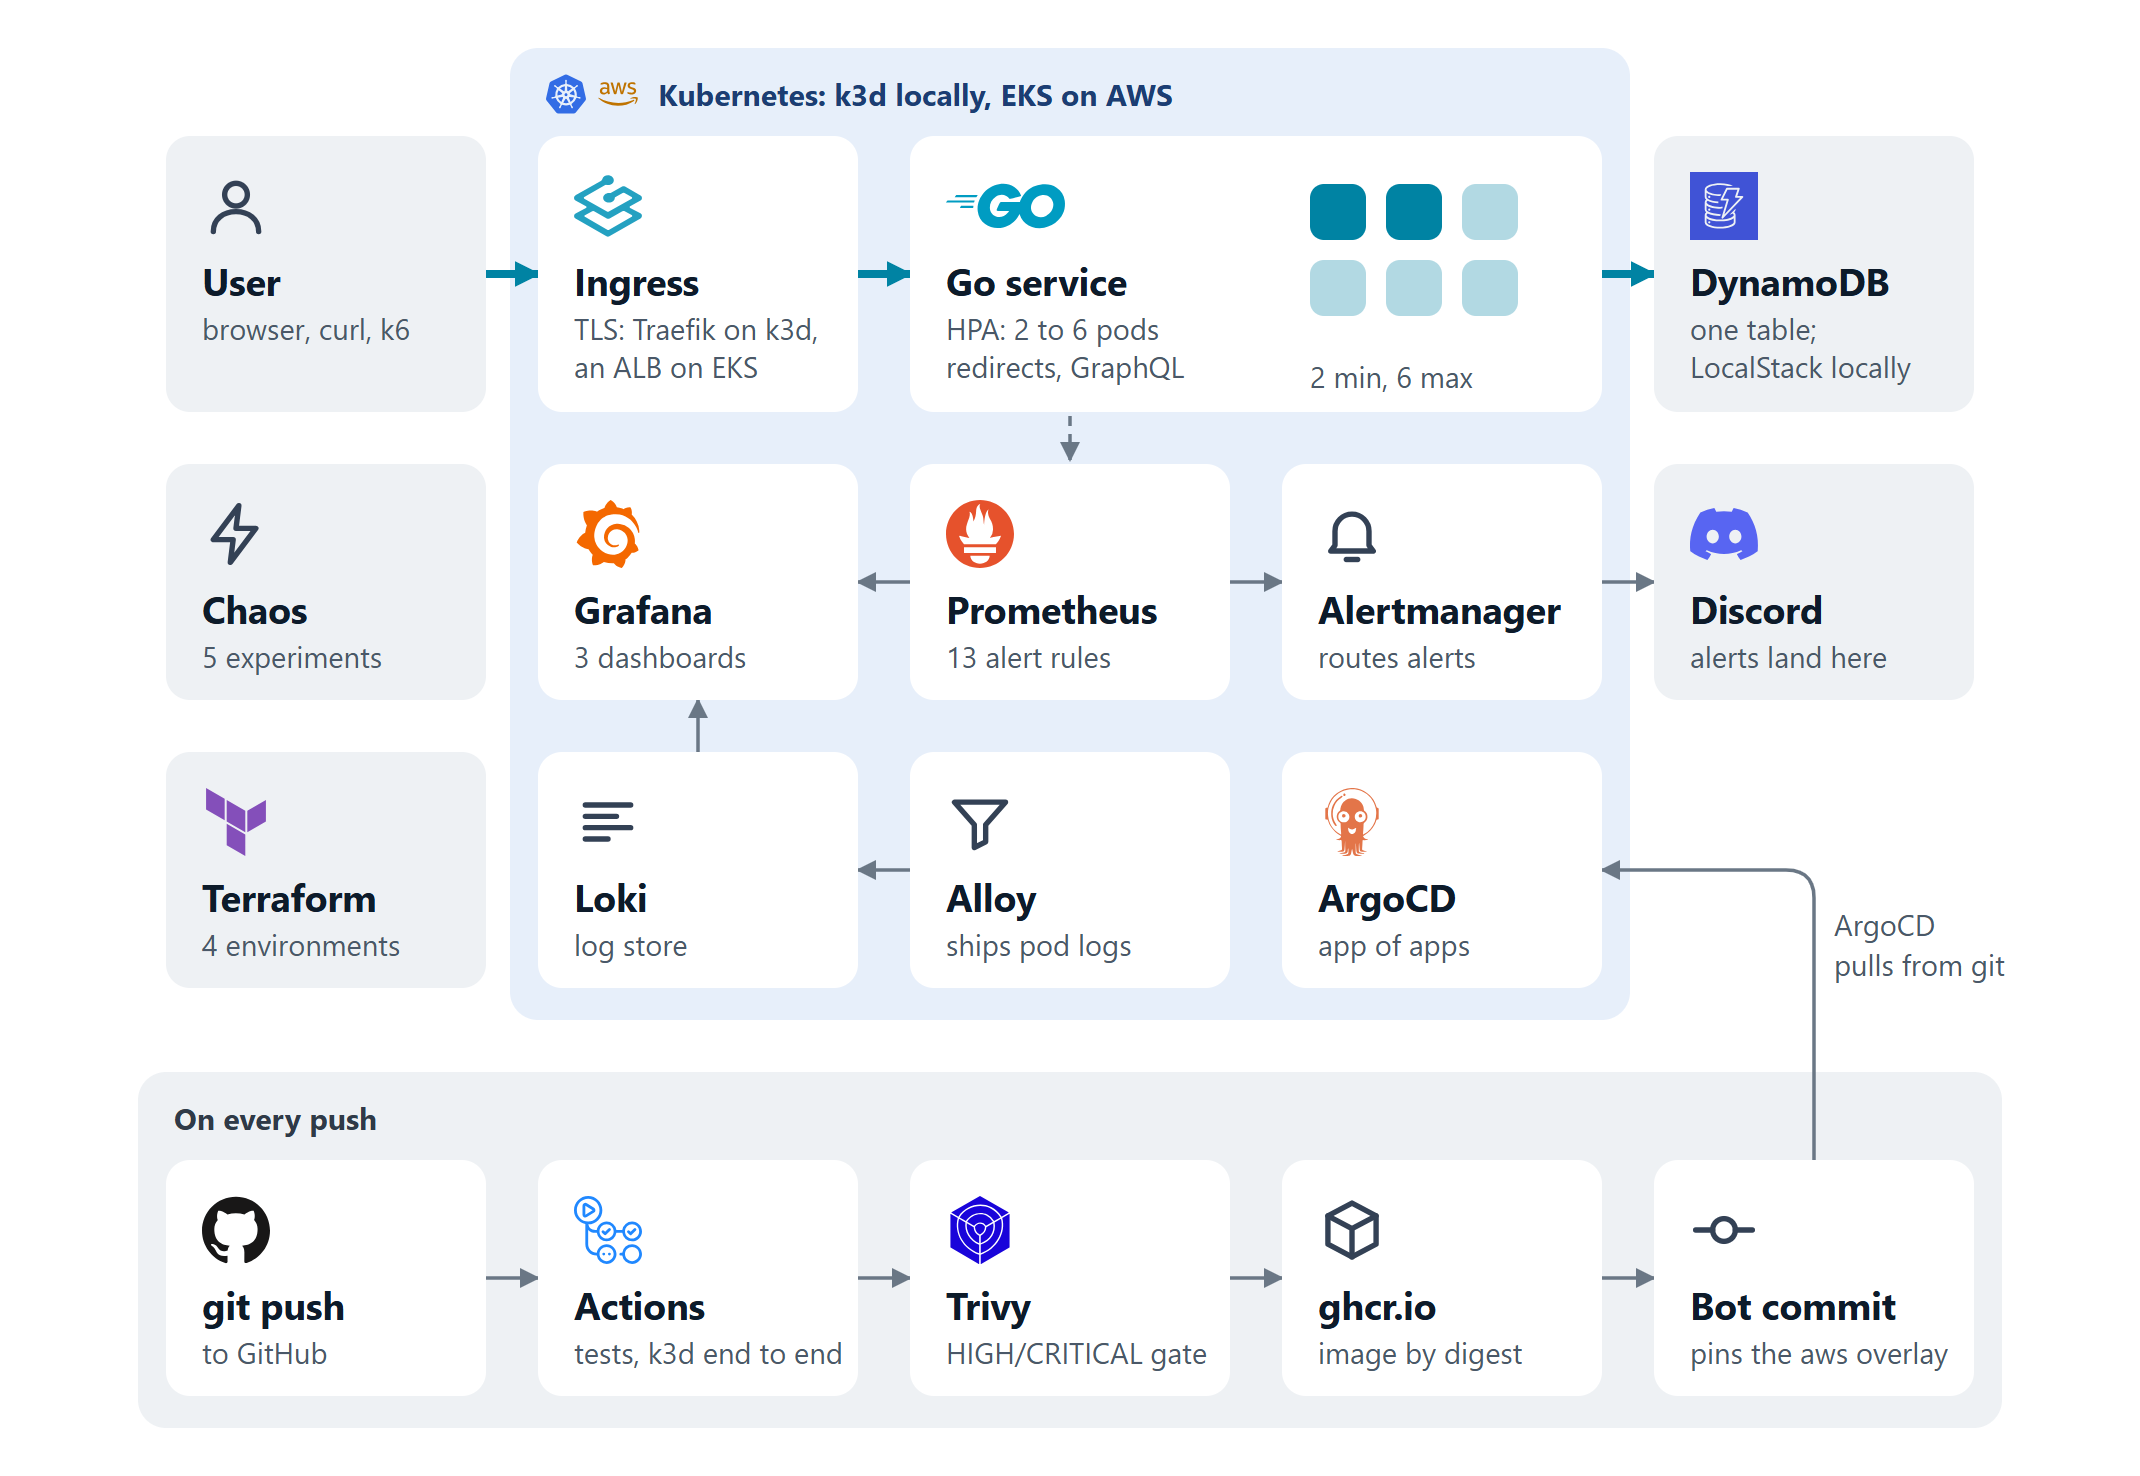 aws
Kubernetes: k3d locally, EKS on AWS
User
browser, curl, k6
Ingress
TLS: Traefik on k3d,
an ALB on EKS
GO
Go service
HPA: 2 to 6 pods
redirects, GraphQL
2 min, 6 max
DynamoDB
one table;
LocalStack locally
Chaos
5 experiments
Grafana
3 dashboards
Prometheus
13 alert rules
Alertmanager
routes alerts
Discord
alerts land here
Terraform
4 environments
Loki
log store
Alloy
ships pod logs
ArgoCD
app of apps
ArgoCD
pulls from git
On every push
git push
to GitHub
Actions
tests, k3d end to end
Trivy
HIGH/CRITICAL gate
ghcr.io
image by digest
Bot commit
pins the aws overlay